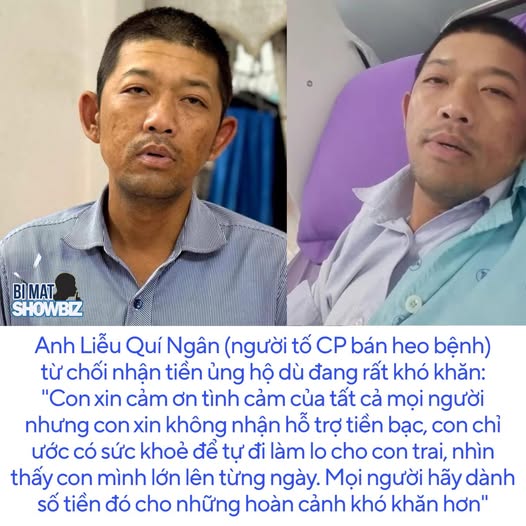 BI MAT
SHOWBIZ
Anh Liễu Quí Ngân (người tố CP bán heo bệnh)
từ chối nhận tiền ủng hộ dù đang rất khó khăn:
"Con xin cảm ơn tình cảm của tất cả mọi người
nhưng con xin không nhận hỗ trợ tiền bạc, con chỉ
ước có sức khoẻ để tự đi làm lo cho con trai, nhìn
thấy con mình lớn lên từng ngày. Mọi người hãy dành
số tiền đó cho những hoàn cảnh khó khăn hơn"